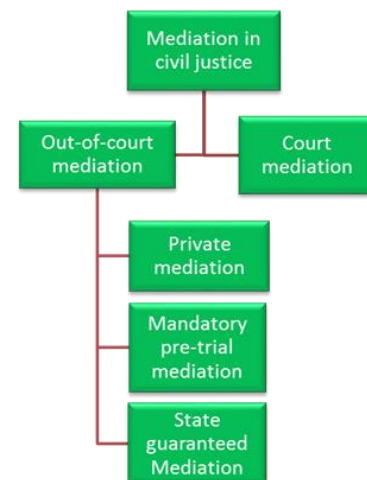 Mediation in
civil justice
Out-of-court
mediation
Court
mediation
Private
mediation
Mandatory
pre-trial
mediation
State
guaranteed
Mediation